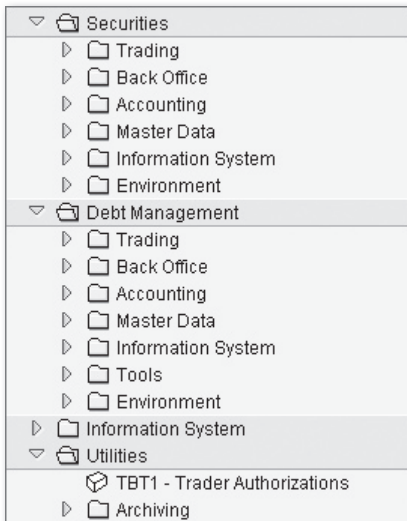 Securities
Trading
Back Office
Accounting
Master Data
Information System
Environment
Debt Management
Trading
Back Office
Accounting
Master Data
Information System
Tools
Environment
Information System
Utilities
TBT1 - Trader Authorizations
Archiving